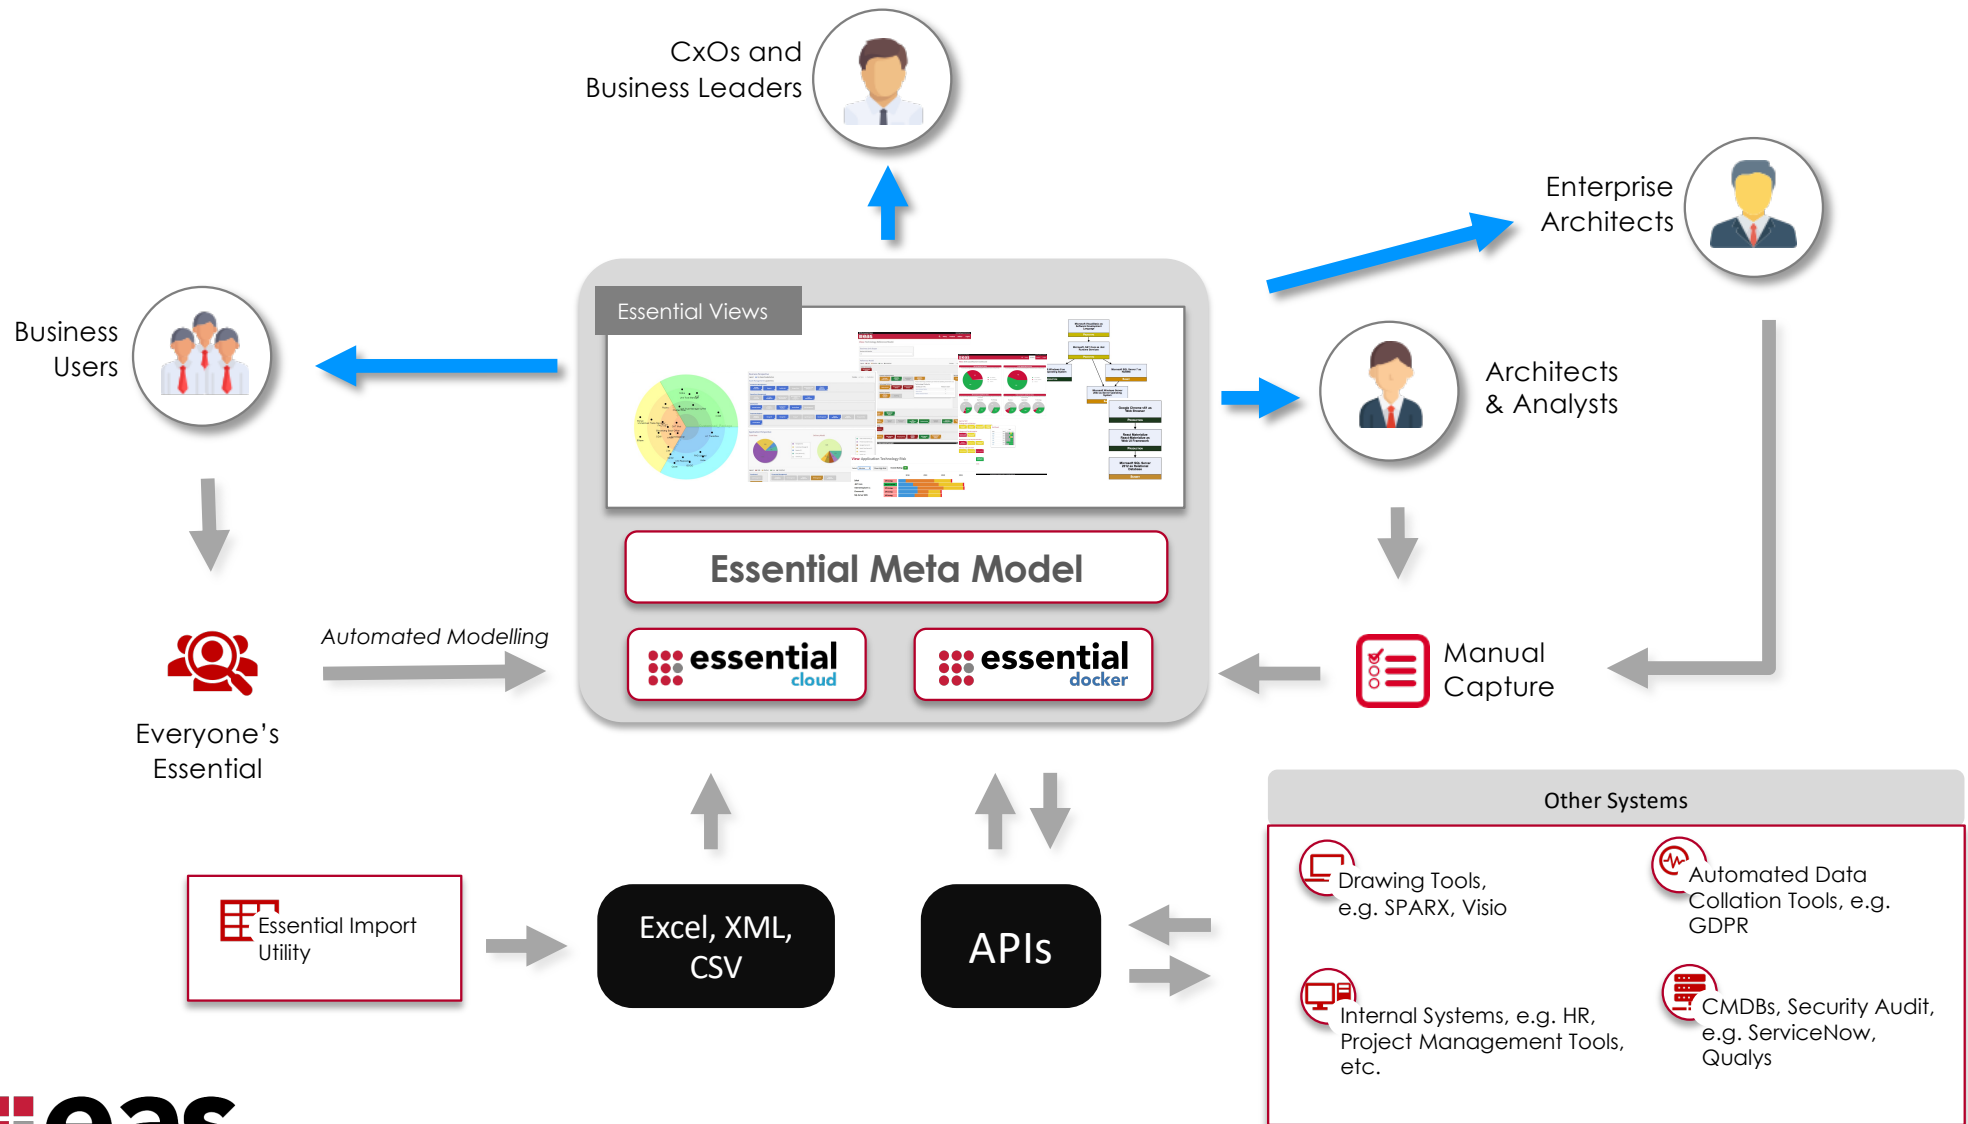 CxOs and
Business Leaders
Enterprise
Architects
Business
Users
Essential Views
Architects
& Analysts
Essential Meta Model
Automated Modelling
essential
cloud
essential
docker
Manual
Capture
Everyone's
Essential
Other Systems
Drawing Tools,
e.g. SPARX, Visio
Automated Data
Collation Tools, e.g.
GDPR
Essential Import
Utility
Excel, XML,
CSV
APIs
Internal Systems, e.g. HR,
Project Management Tools,
etc.
CMDBs, Security Audit,
e.g. ServiceNow,
Qualys
eas